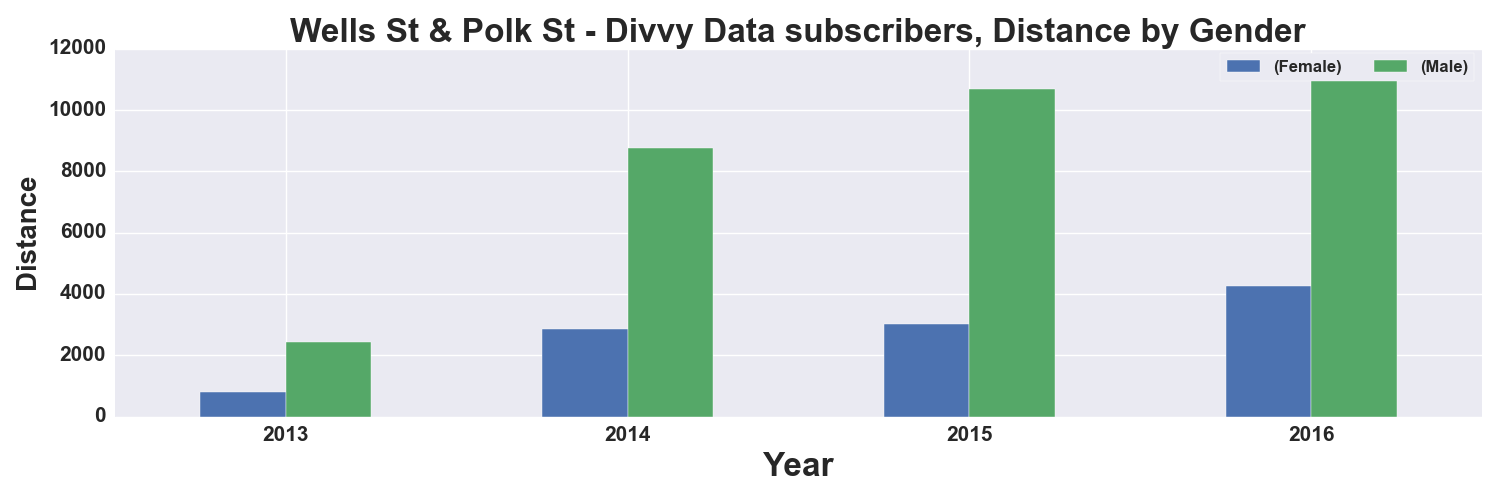 Wells St & Polk St - Divvy Data subscribers, Distance by Gender
12000
10000
8000
6000
4000
2000
0
Distance
(Female) (Male)
2013 2014 2015 2016
Year